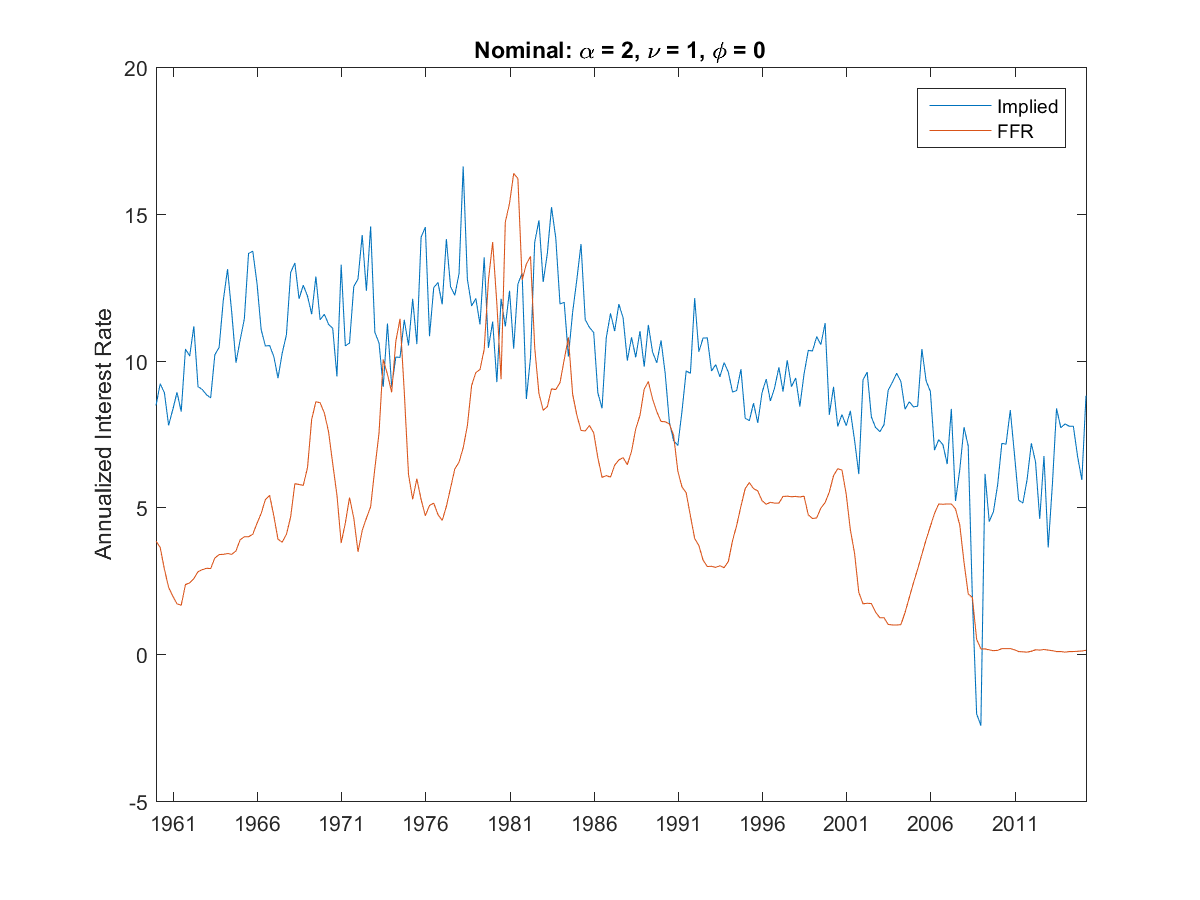 Nominal: α = 2, ν = 1, ϕ = 0
20
15
10
5
0
-5
Annualized Interest Rate
Implied
FFR
1961 1966 1971 1976 1981 1986 1991 1996 2001 2006 2011